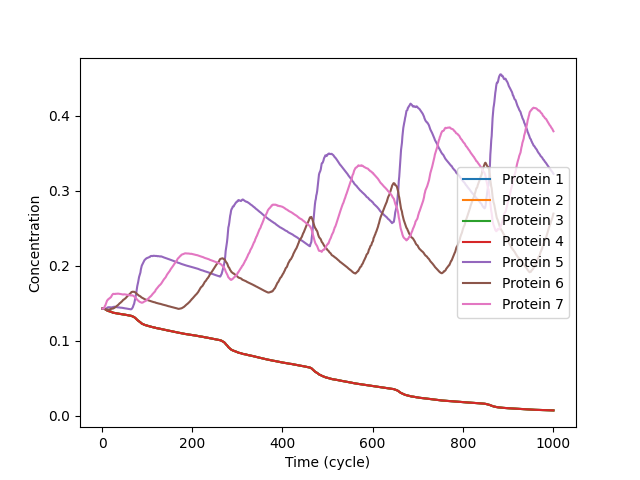 0.4
0.3
0.2
0.1
0.0
Concentration
0
200
400
600
800
1000
Time (cycle)
Protein 1
Protein 2
Protein 3
Protein 4
Protein 5
Protein 6
Protein 7